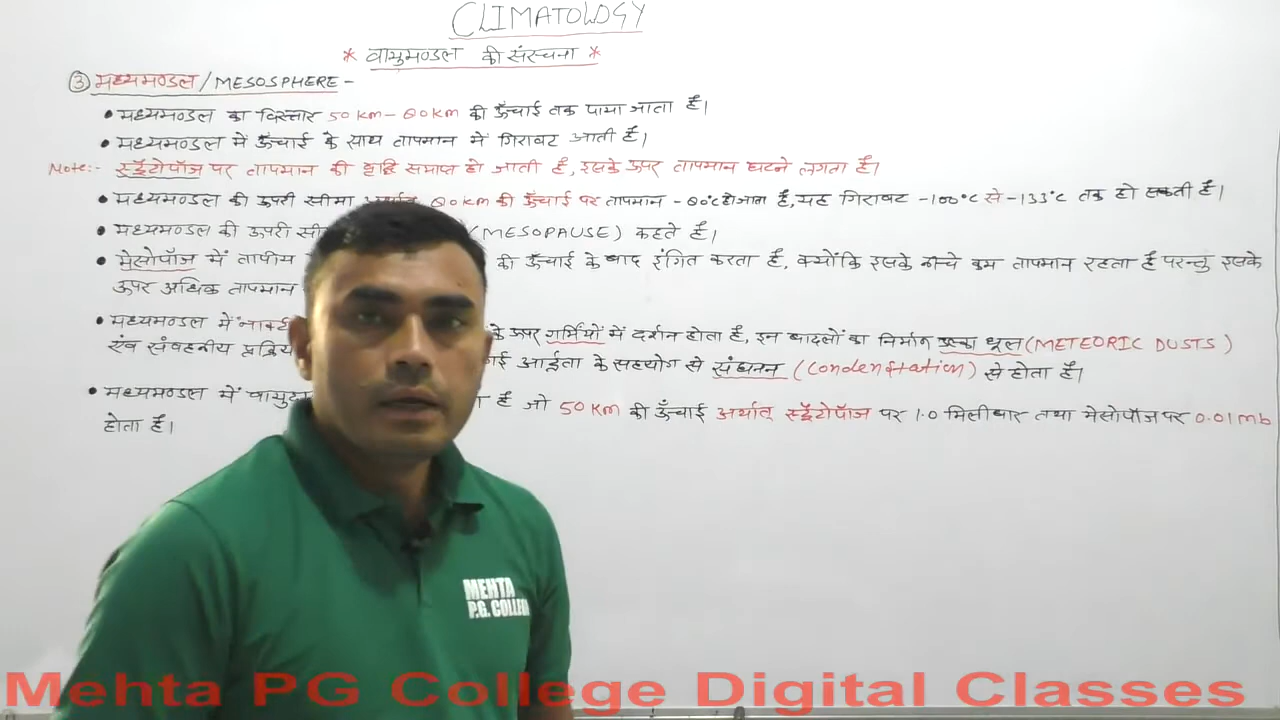 CLIMATOLOGY
* वायुमण्डल की संरचना *
③ मध्यमण्डल / MESOSPHERE -
• मध्यमण्डल का विस्तार 50 Km - 80 Km की ऊँचाई तक पाया जाता है।
• मध्यमण्डल में ऊँचाई के साथ तापमान में गिरावट आती है।
Note:- स्ट्रेटोपॉज पर तापमान की वृद्धि समाप्त हो जाती है, इसके ऊपर तापमान घटने लगता है।
• मध्यमण्डल की ऊपरी सीमा अर्थात् 80 Km की ऊँचाई पर तापमान -80°c हो जाता है, यह गिरावट -100°c से -133°c तक हो सकती है।
• मध्यमण्डल की ऊपरी (MESOPAUSE) कहते हैं।
• मेसोपॉज में तापीय की ऊँचाई के बाद इंगित करता है, क्योंकि इसके नीचे कम तापमान रहता है परन्तु इसके
ऊपर अधिक तापमान
• मध्यमण्डल में के ऊपर गर्मियों में दर्शन होता है, इन बादलों का निर्माण उल्का धूल (METEORIC DUSTS)
एंव संवहनीय आर्द्रता के सहयोग से संघनन (Condensation) से होता है।
• मध्यमण्डल में है जो 50 Km की ऊँचाई अर्थात् स्ट्रेटोपॉज पर 1.0 मिलीबार तथा मेसोपॉज पर 0.01 mb
होता है।
MEHTA
P.G. COLLEGE
Mehta PG College Digital Classes